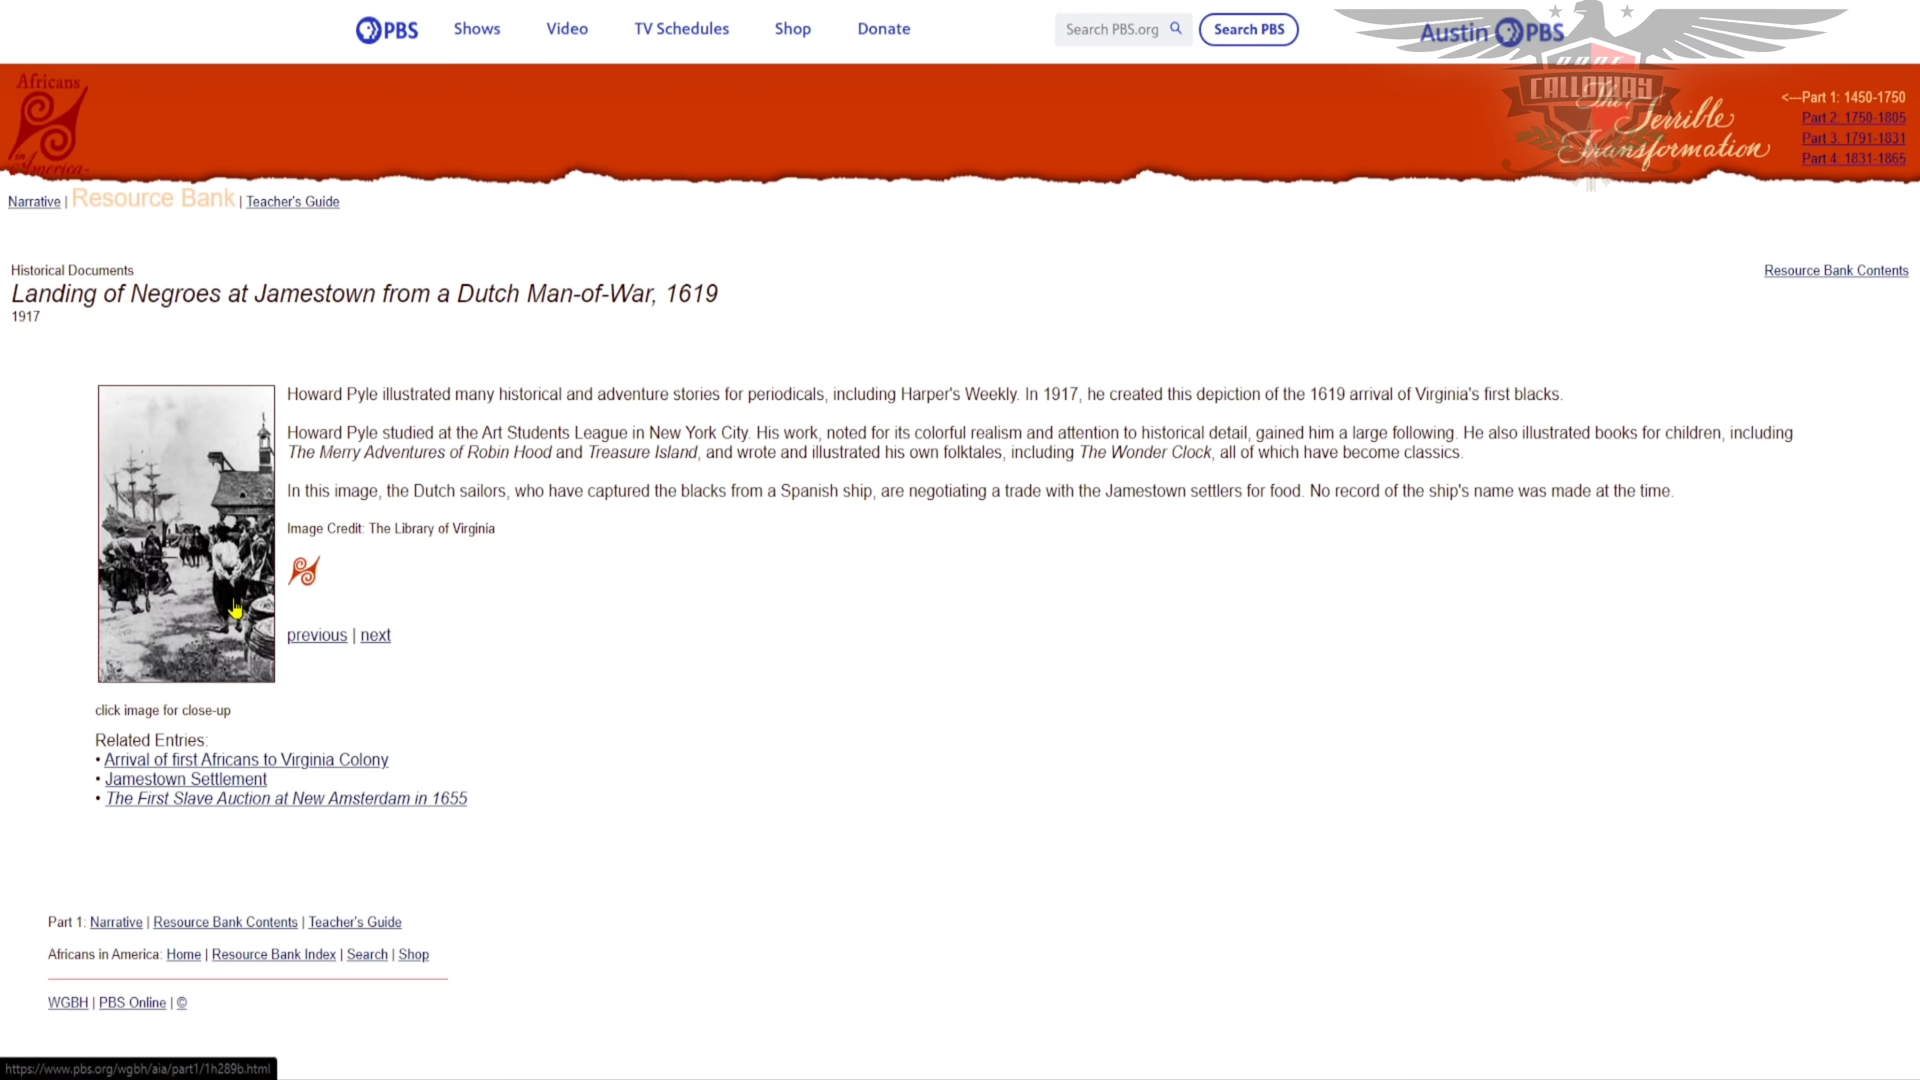 PBS Shows Video TV Schedules Shop Donate Search PBS.org Search PBS Austin PBS
Africans
in
America
CALLOWAY
The Terrible
Transformation
<---Part 1: 1450-1750
Part 2: 1750-1805
Part 3: 1791-1831
Part 4: 1831-1865
Narrative | Resource Bank | Teacher's Guide
Historical Documents
Resource Bank Contents
Landing of Negroes at Jamestown from a Dutch Man-of-War, 1619
1917
Howard Pyle illustrated many historical and adventure stories for periodicals, including Harper's Weekly. In 1917, he created this depiction of the 1619 arrival of Virginia's first blacks.
Howard Pyle studied at the Art Students League in New York City. His work, noted for its colorful realism and attention to historical detail, gained him a large following. He also illustrated books for children, including
The Merry Adventures of Robin Hood and Treasure Island, and wrote and illustrated his own folktales, including The Wonder Clock, all of which have become classics.
In this image, the Dutch sailors, who have captured the blacks from a Spanish ship, are negotiating a trade with the Jamestown settlers for food. No record of the ship's name was made at the time.
Image Credit: The Library of Virginia
previous | next
click image for close-up
Related Entries:
• Arrival of first Africans to Virginia Colony
• Jamestown Settlement
• The First Slave Auction at New Amsterdam in 1655
Part 1: Narrative | Resource Bank Contents | Teacher's Guide
Africans in America: Home | Resource Bank Index | Search | Shop
WGBH | PBS Online | ©
https://www.pbs.org/wgbh/aia/part1/1h289b.html